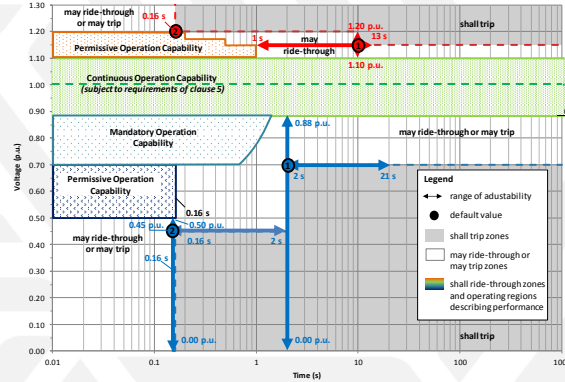 1.30
1.20
1.10
1.00
0.90
0.80
0.70
0.60
0.50
0.40
0.30
0.20
0.10
0.00
Voltage (p.u.)
0.01
0.1
1
10
100
1000
Time (s)
may ride-through
or may trip
0.16 s
2
shall trip
1.20 p.u.
Permissive Operation Capability
1 s
may
ride-through
13 s
1
1.10 p.u.
Continuous Operation Capability
(subject to requirements of clause 5)
0.88 p.u.
Mandatory Operation
Capability
may ride-through or may trip
1
2 s
21 s
Permissive Operation
Capability
0.16 s
0.45 p.u.
0.50 p.u.
2
0.16 s
2 s
may ride-through
or may trip
0.16 s
0.00 p.u.
0.00 p.u.
shall trip
Legend
range of adustability
default value
shall trip zones
may ride-through or
may trip zones
shall ride-through zones
and operating regions
describing performance